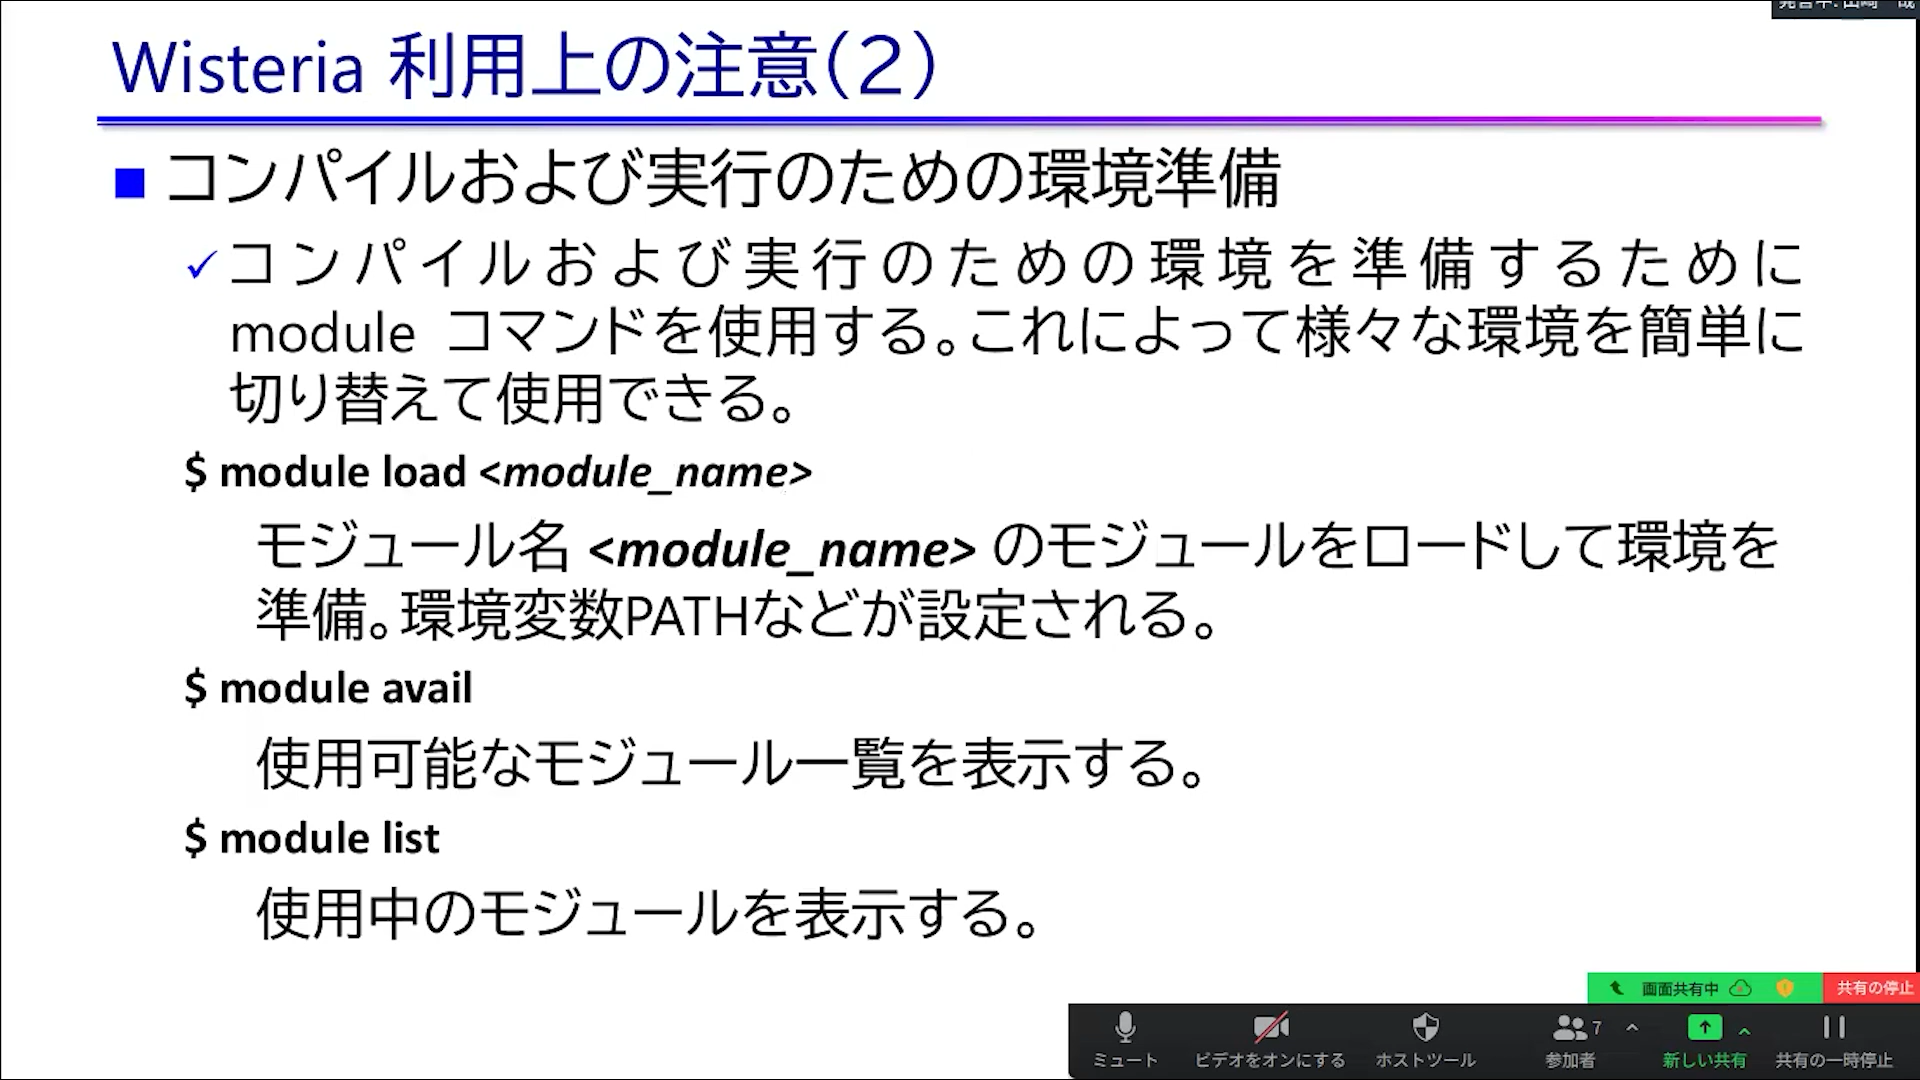 Wisteria 利用上の注意(2)
コンパイルおよび実行のための環境準備
コンパイルおよび実行のための環境を準備するために
module コマンドを使用する。これによって様々な環境を簡単に
切り替えて使用できる。
$ module load <module_name>
モジュール名 <module_name> のモジュールをロードして環境を
準備。環境変数PATHなどが設定される。
$ module avail
使用可能なモジュール一覧を表示する。
$ module list
使用中のモジュールを表示する。
画面共有中 共有の停止
7
ミュート ビデオをオンにする ホストツール 参加者 新しい共有 共有の一時停止